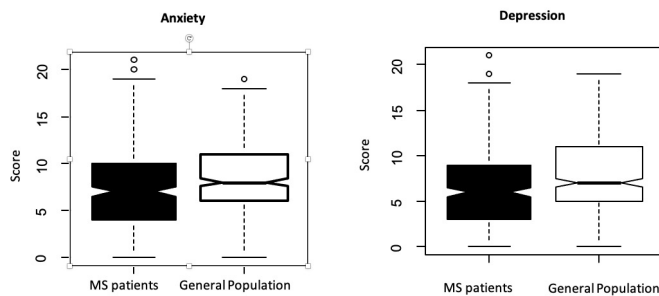 Anxiety
Score
20
15
10
5
0
MS patients
General Population
Depression
Score
20
15
10
5
0
MS patients
General Population